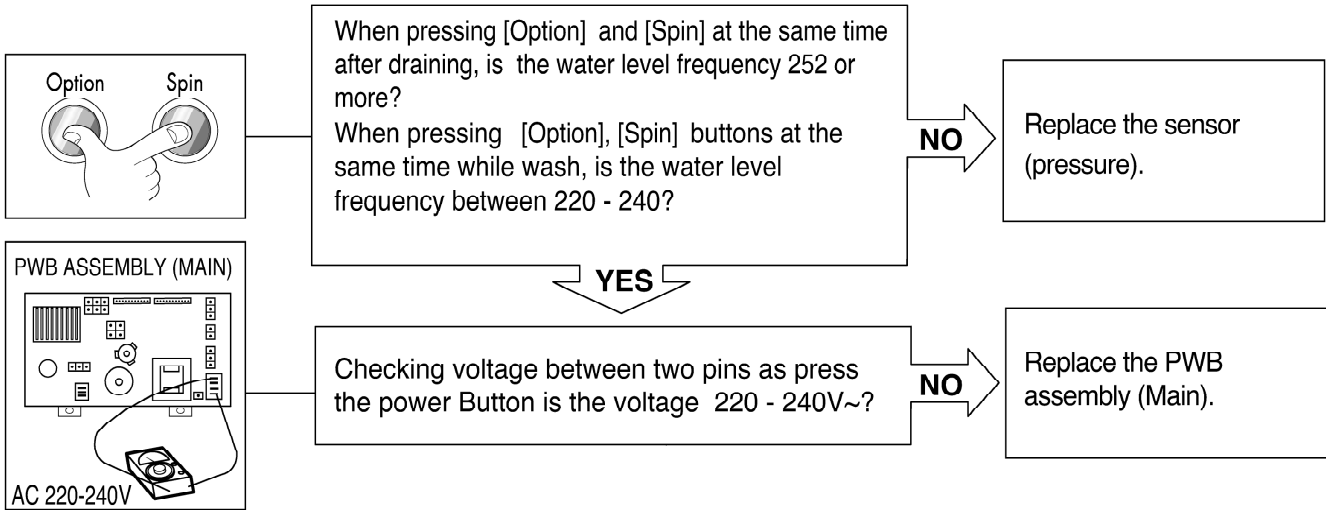 Option Spin
When pressing [Option] and [Spin] at the same time
after draining, is the water level frequency 252 or
more?
When pressing [Option], [Spin] buttons at the
same time while wash, is the water level
frequency between 220 - 240?
NO
Replace the sensor
(pressure).
YES
PWB ASSEMBLY (MAIN)
AC 220-240V
Checking voltage between two pins as press
the power Button is the voltage 220 - 240V~?
NO
Replace the PWB
assembly (Main).